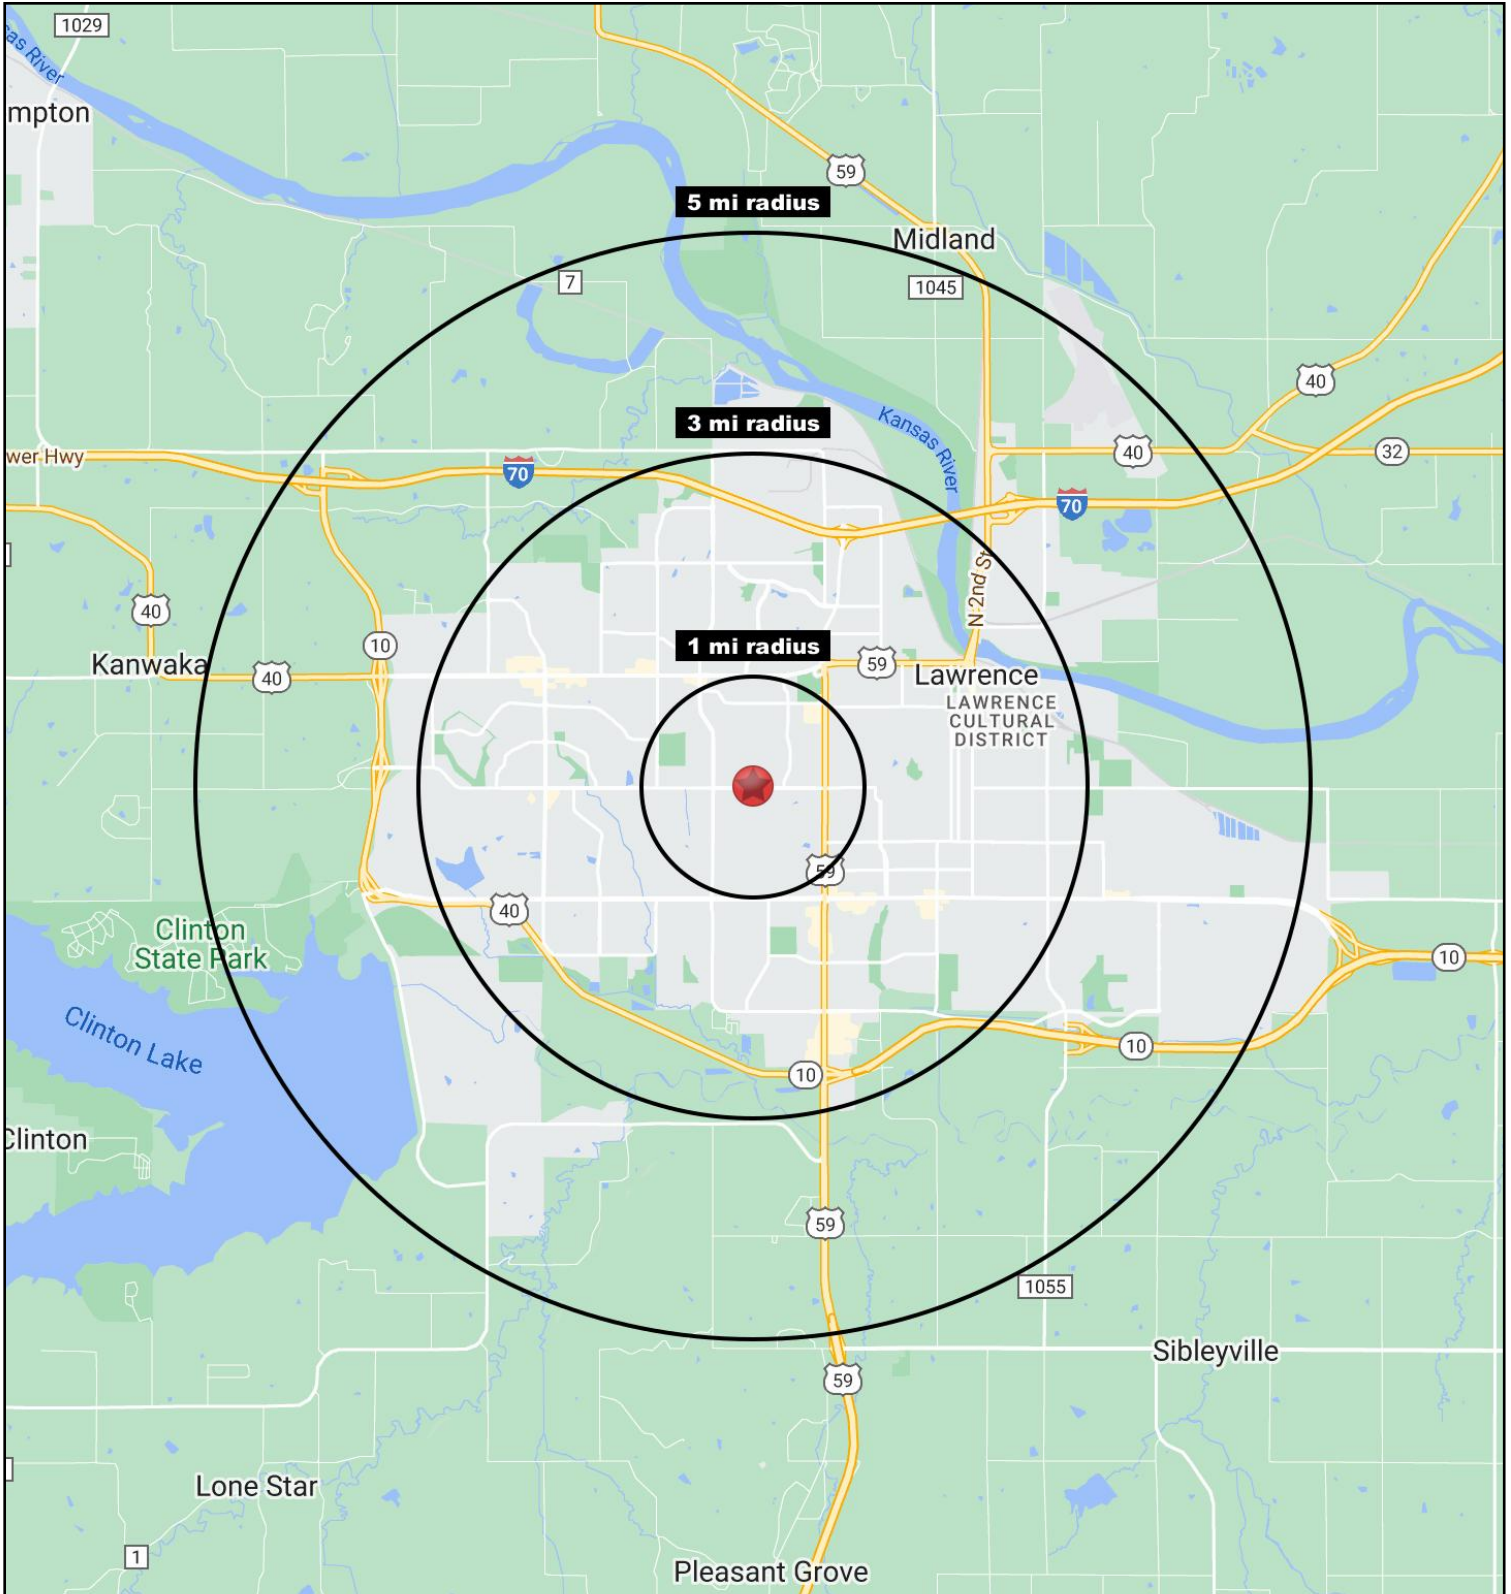 1029
sas River
mpton
59
5 mi radius
Midland
7
1045
40
3 mi radius
Kansas River
wer Hwy
70
40
32
70
40
N 2nd St
10
1 mi radius
Kanwaka
40
59
Lawrence
LAWRENCE
CULTURAL
DISTRICT
59
40
Clinton
State Park
10
Clinton Lake
10
10
Clinton
59
1055
Sibleyville
59
Lone Star
1
Pleasant Grove